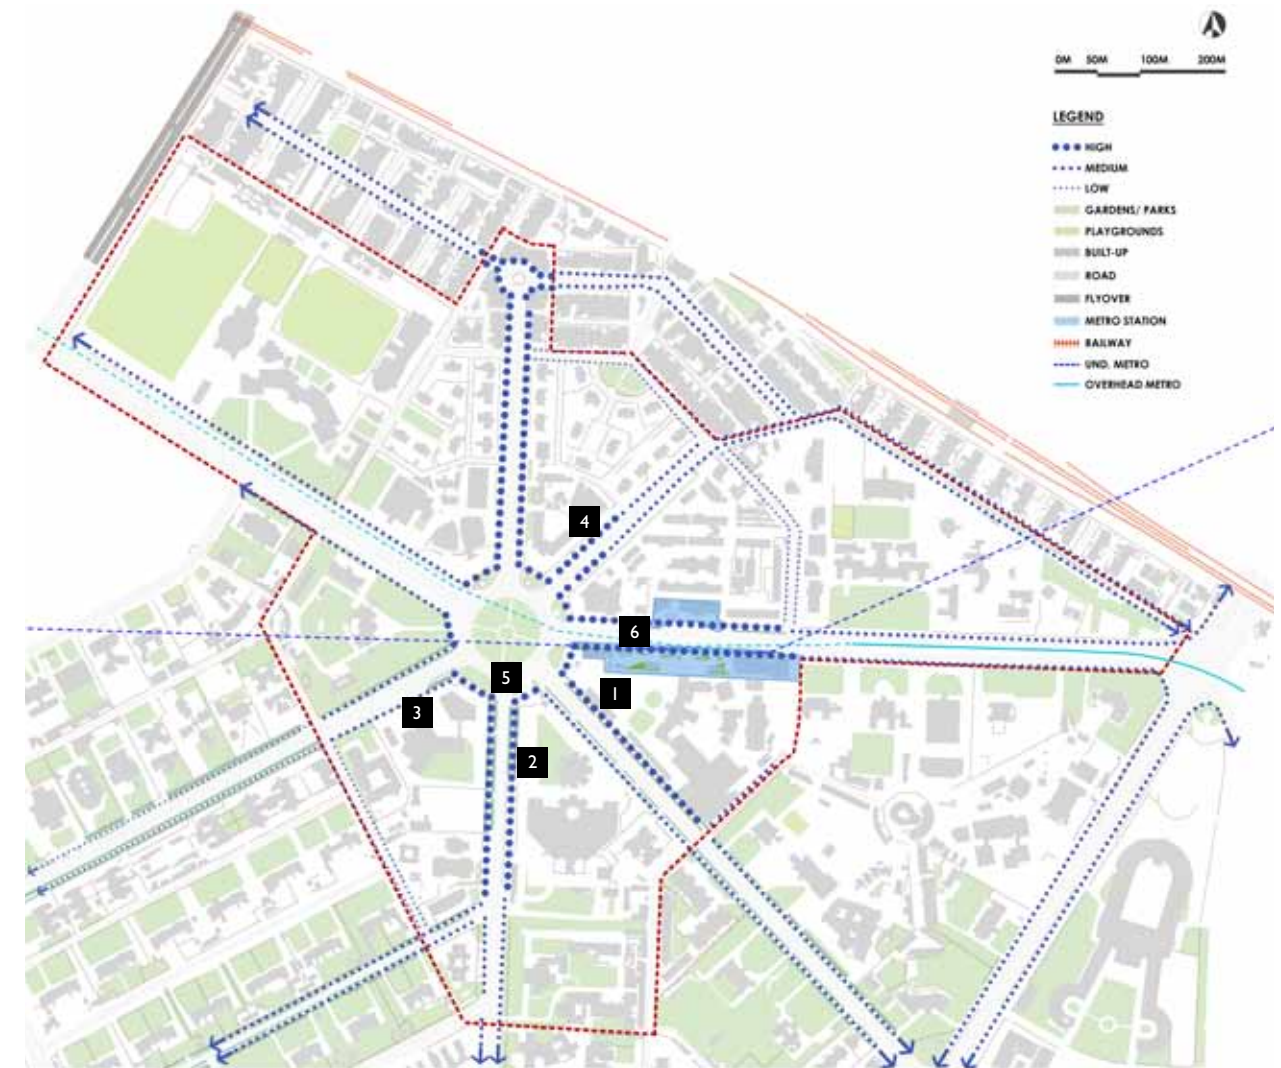 0M 50M 100M 200M
LEGEND
HIGH
MEDIUM
LOW
GARDENS/ PARKS
PLAYGROUNDS
BUILT-UP
ROAD
FLYOVER
METRO STATION
RAILWAY
UND. METRO
OVERHEAD METRO
4
6
5
1
3
2